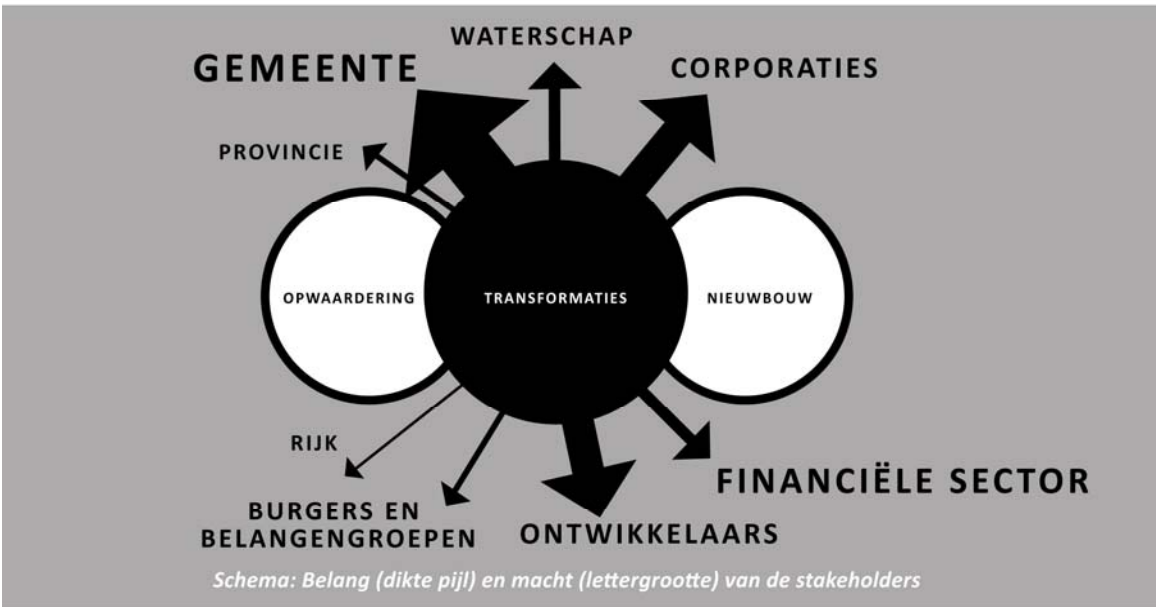 WATERSCHAP
GEMEENTE
CORPORATIES
PROVINCIE
OPWAARDERING
TRANSFORMATIES
NIEUWBOUW
RIJK
FINANCIËLE SECTOR
BURGERS EN
BELANGENGROEPEN
ONTWIKKELAARS
Schema: Belang (dikte pijl) en macht (lettergrootte) van de stakeholders